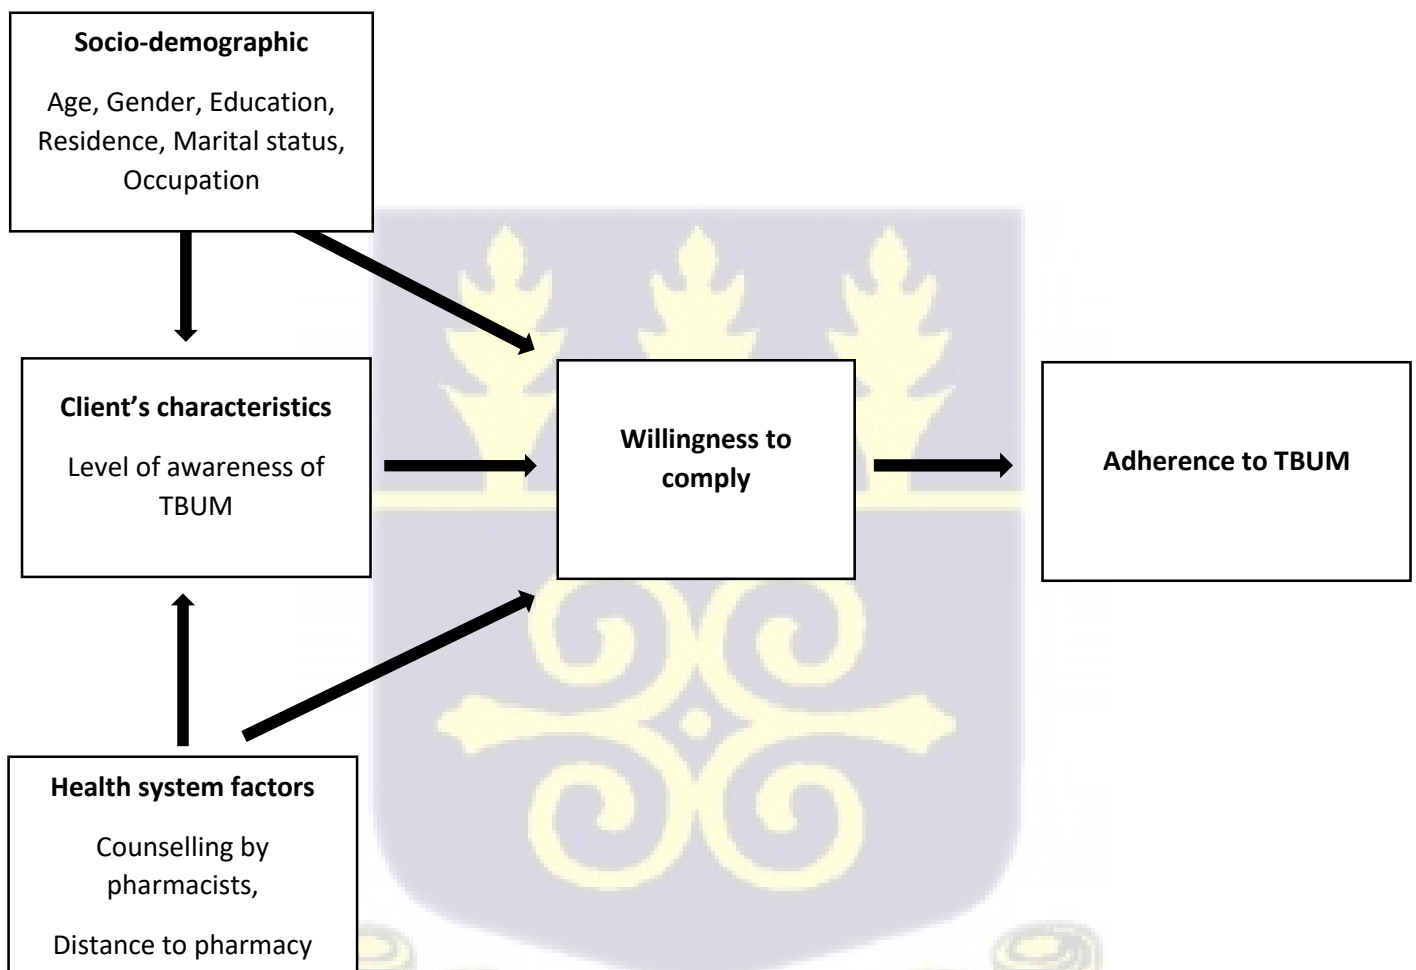 Socio-demographic
Age, Gender, Education,
Residence, Marital status,
Occupation
Client’s characteristics
Level of awareness of
TBUM
Willingness to
comply
Adherence to TBUM
Health system factors
Counselling by
pharmacists,
Distance to pharmacy